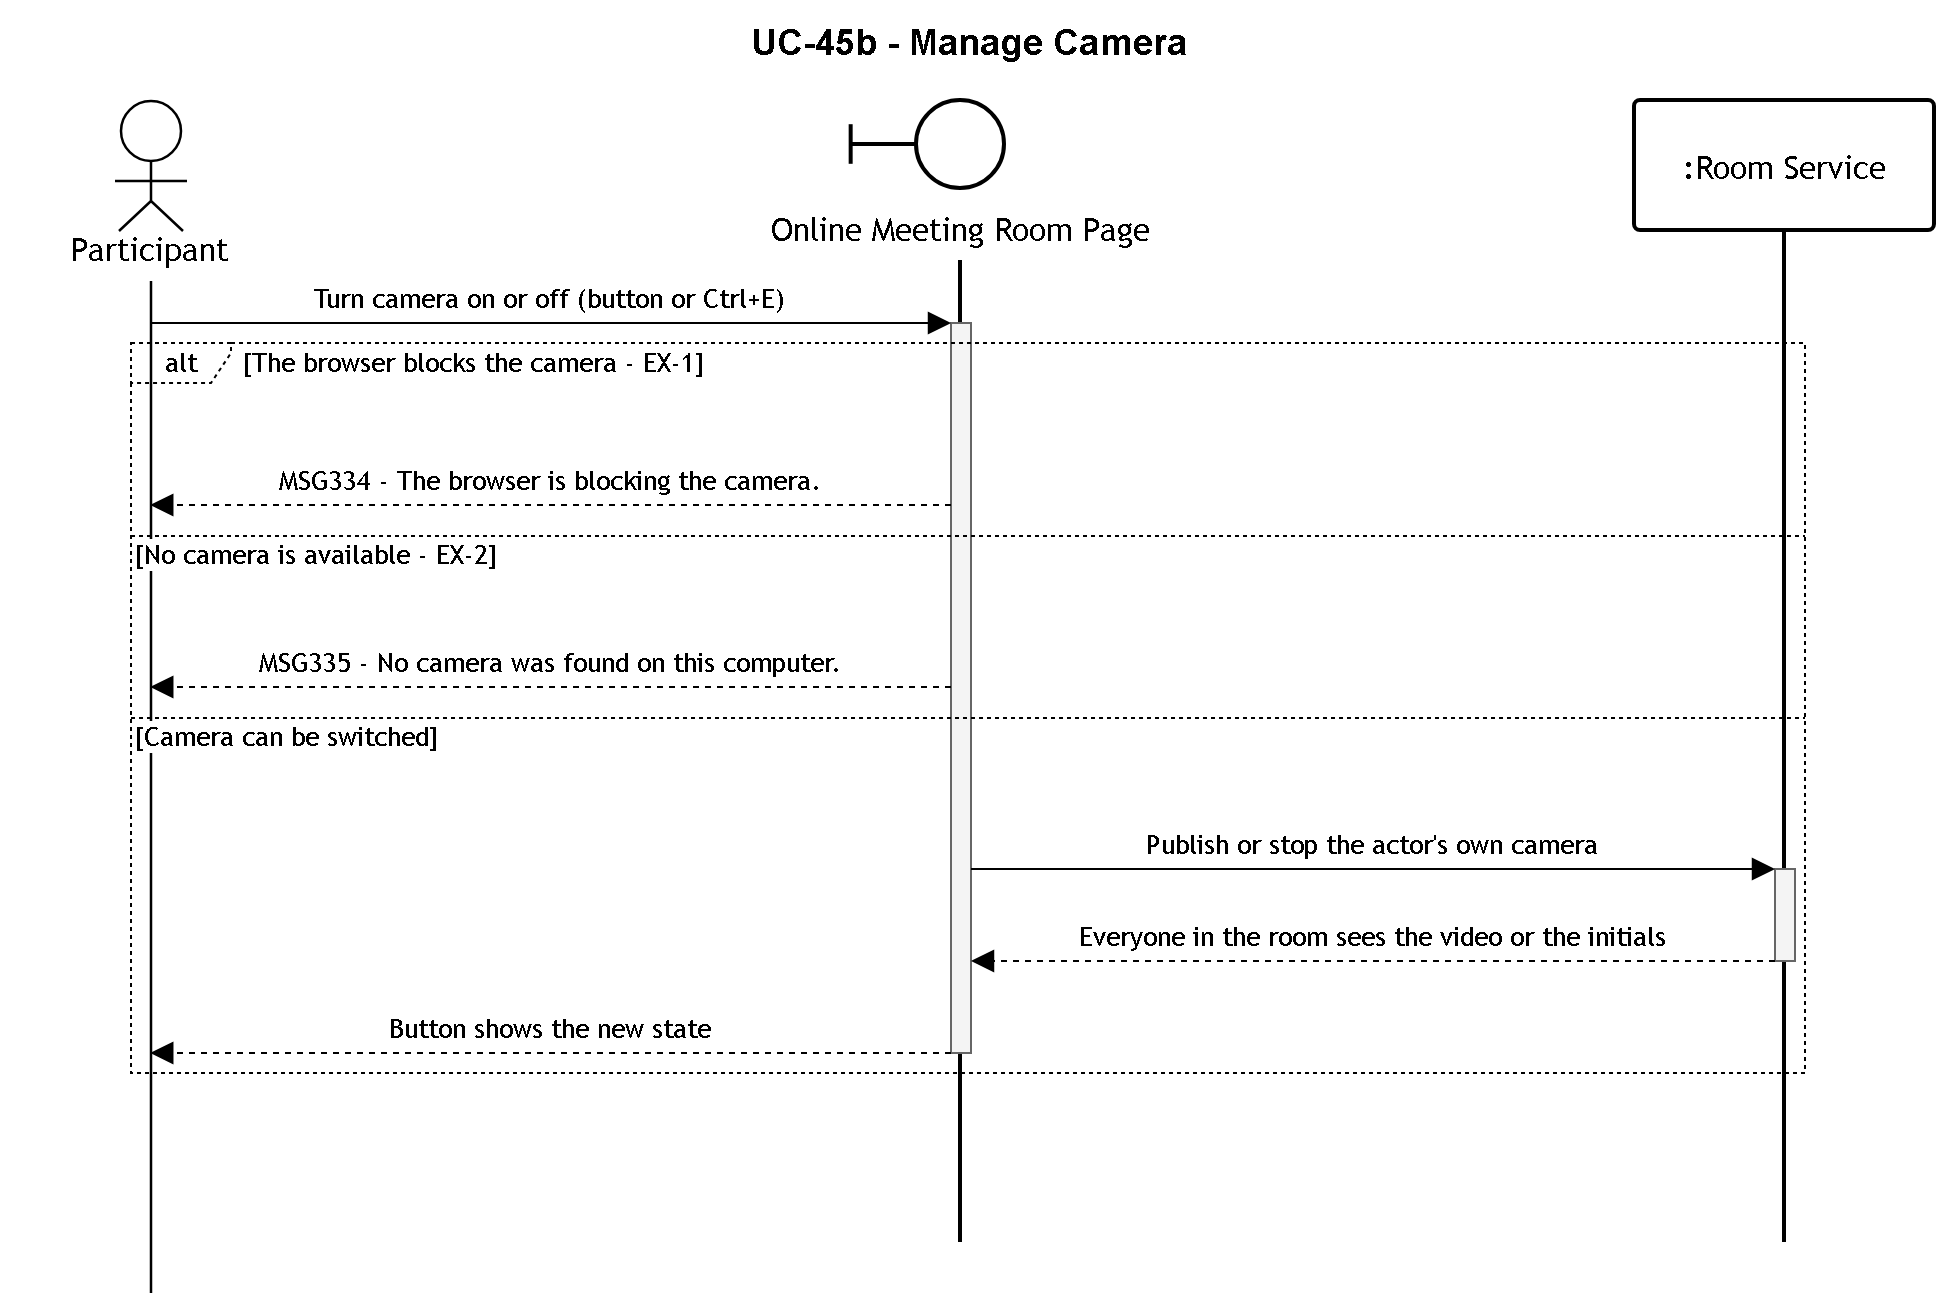 UC-45b - Manage Camera
Participant
Online Meeting Room Page
:Room Service
Turn camera on or off (button or Ctrl+E)
alt [The browser blocks the camera - EX-1]
MSG334 - The browser is blocking the camera.
[No camera is available - EX-2]
MSG335 - No camera was found on this computer.
[Camera can be switched]
Publish or stop the actor's own camera
Everyone in the room sees the video or the initials
Button shows the new state